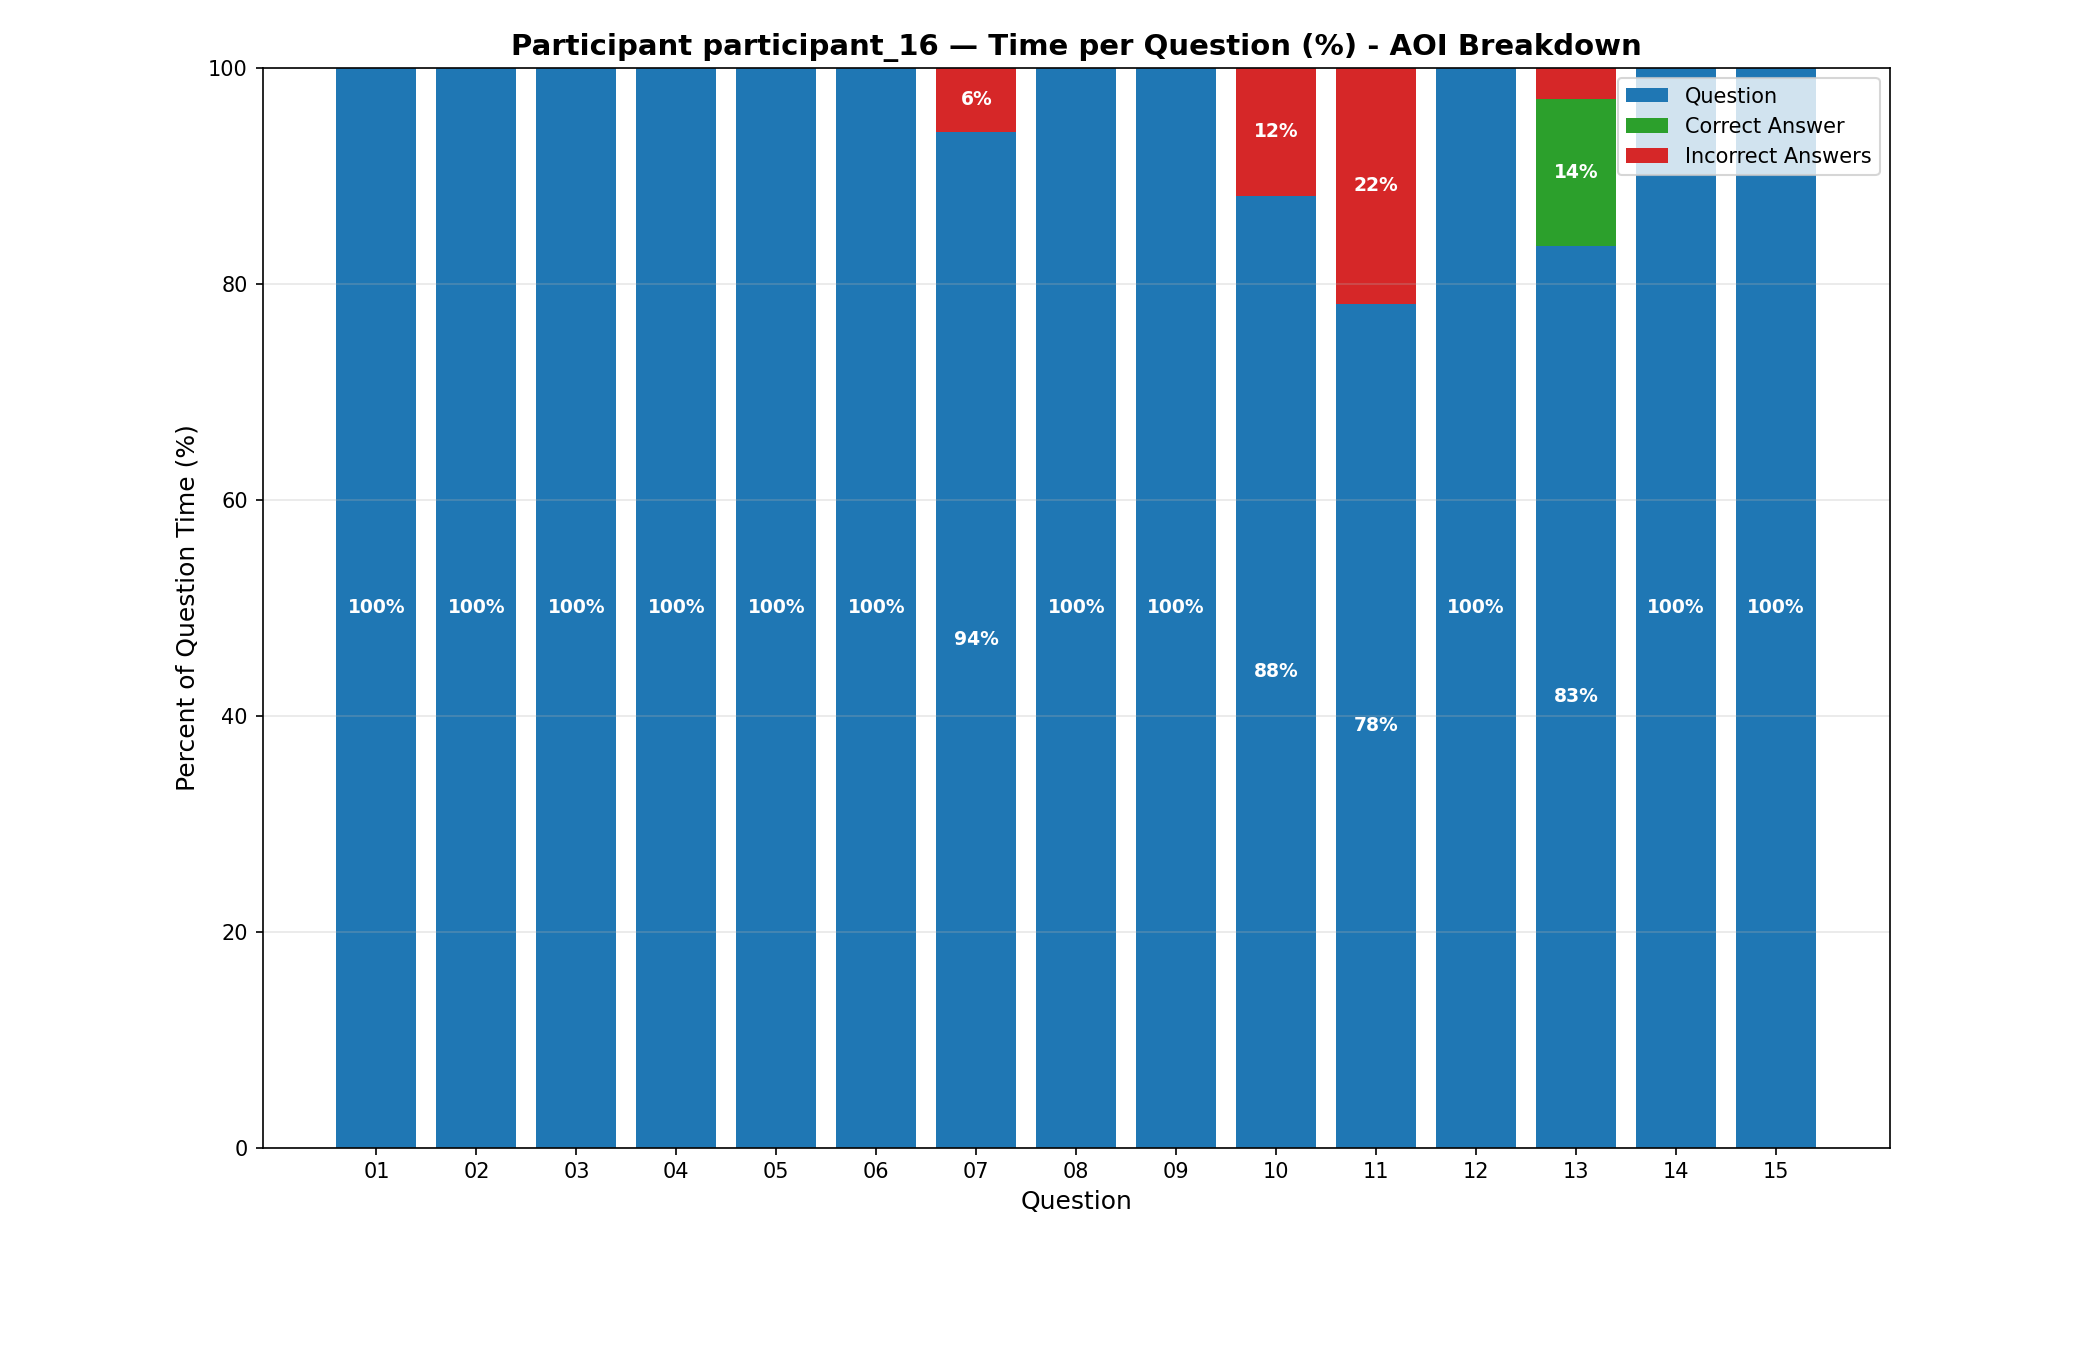 Participant participant_16 — Time per Question (%) - AOI Breakdown
Percent of Question Time (%)
100
80
60
40
20
0
Question
Correct Answer
Incorrect Answers
6%
12%
22%
14%
100% 100% 100% 100% 100% 100% 94% 100% 100% 88% 78% 100% 83% 100% 100%
01 02 03 04 05 06 07 08 09 10 11 12 13 14 15
Question